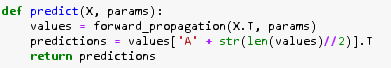 def predict(X, params):
    values = forward_propagation(X.T, params)
    predictions = values['A' + str(len(values)//2)].T
    return predictions